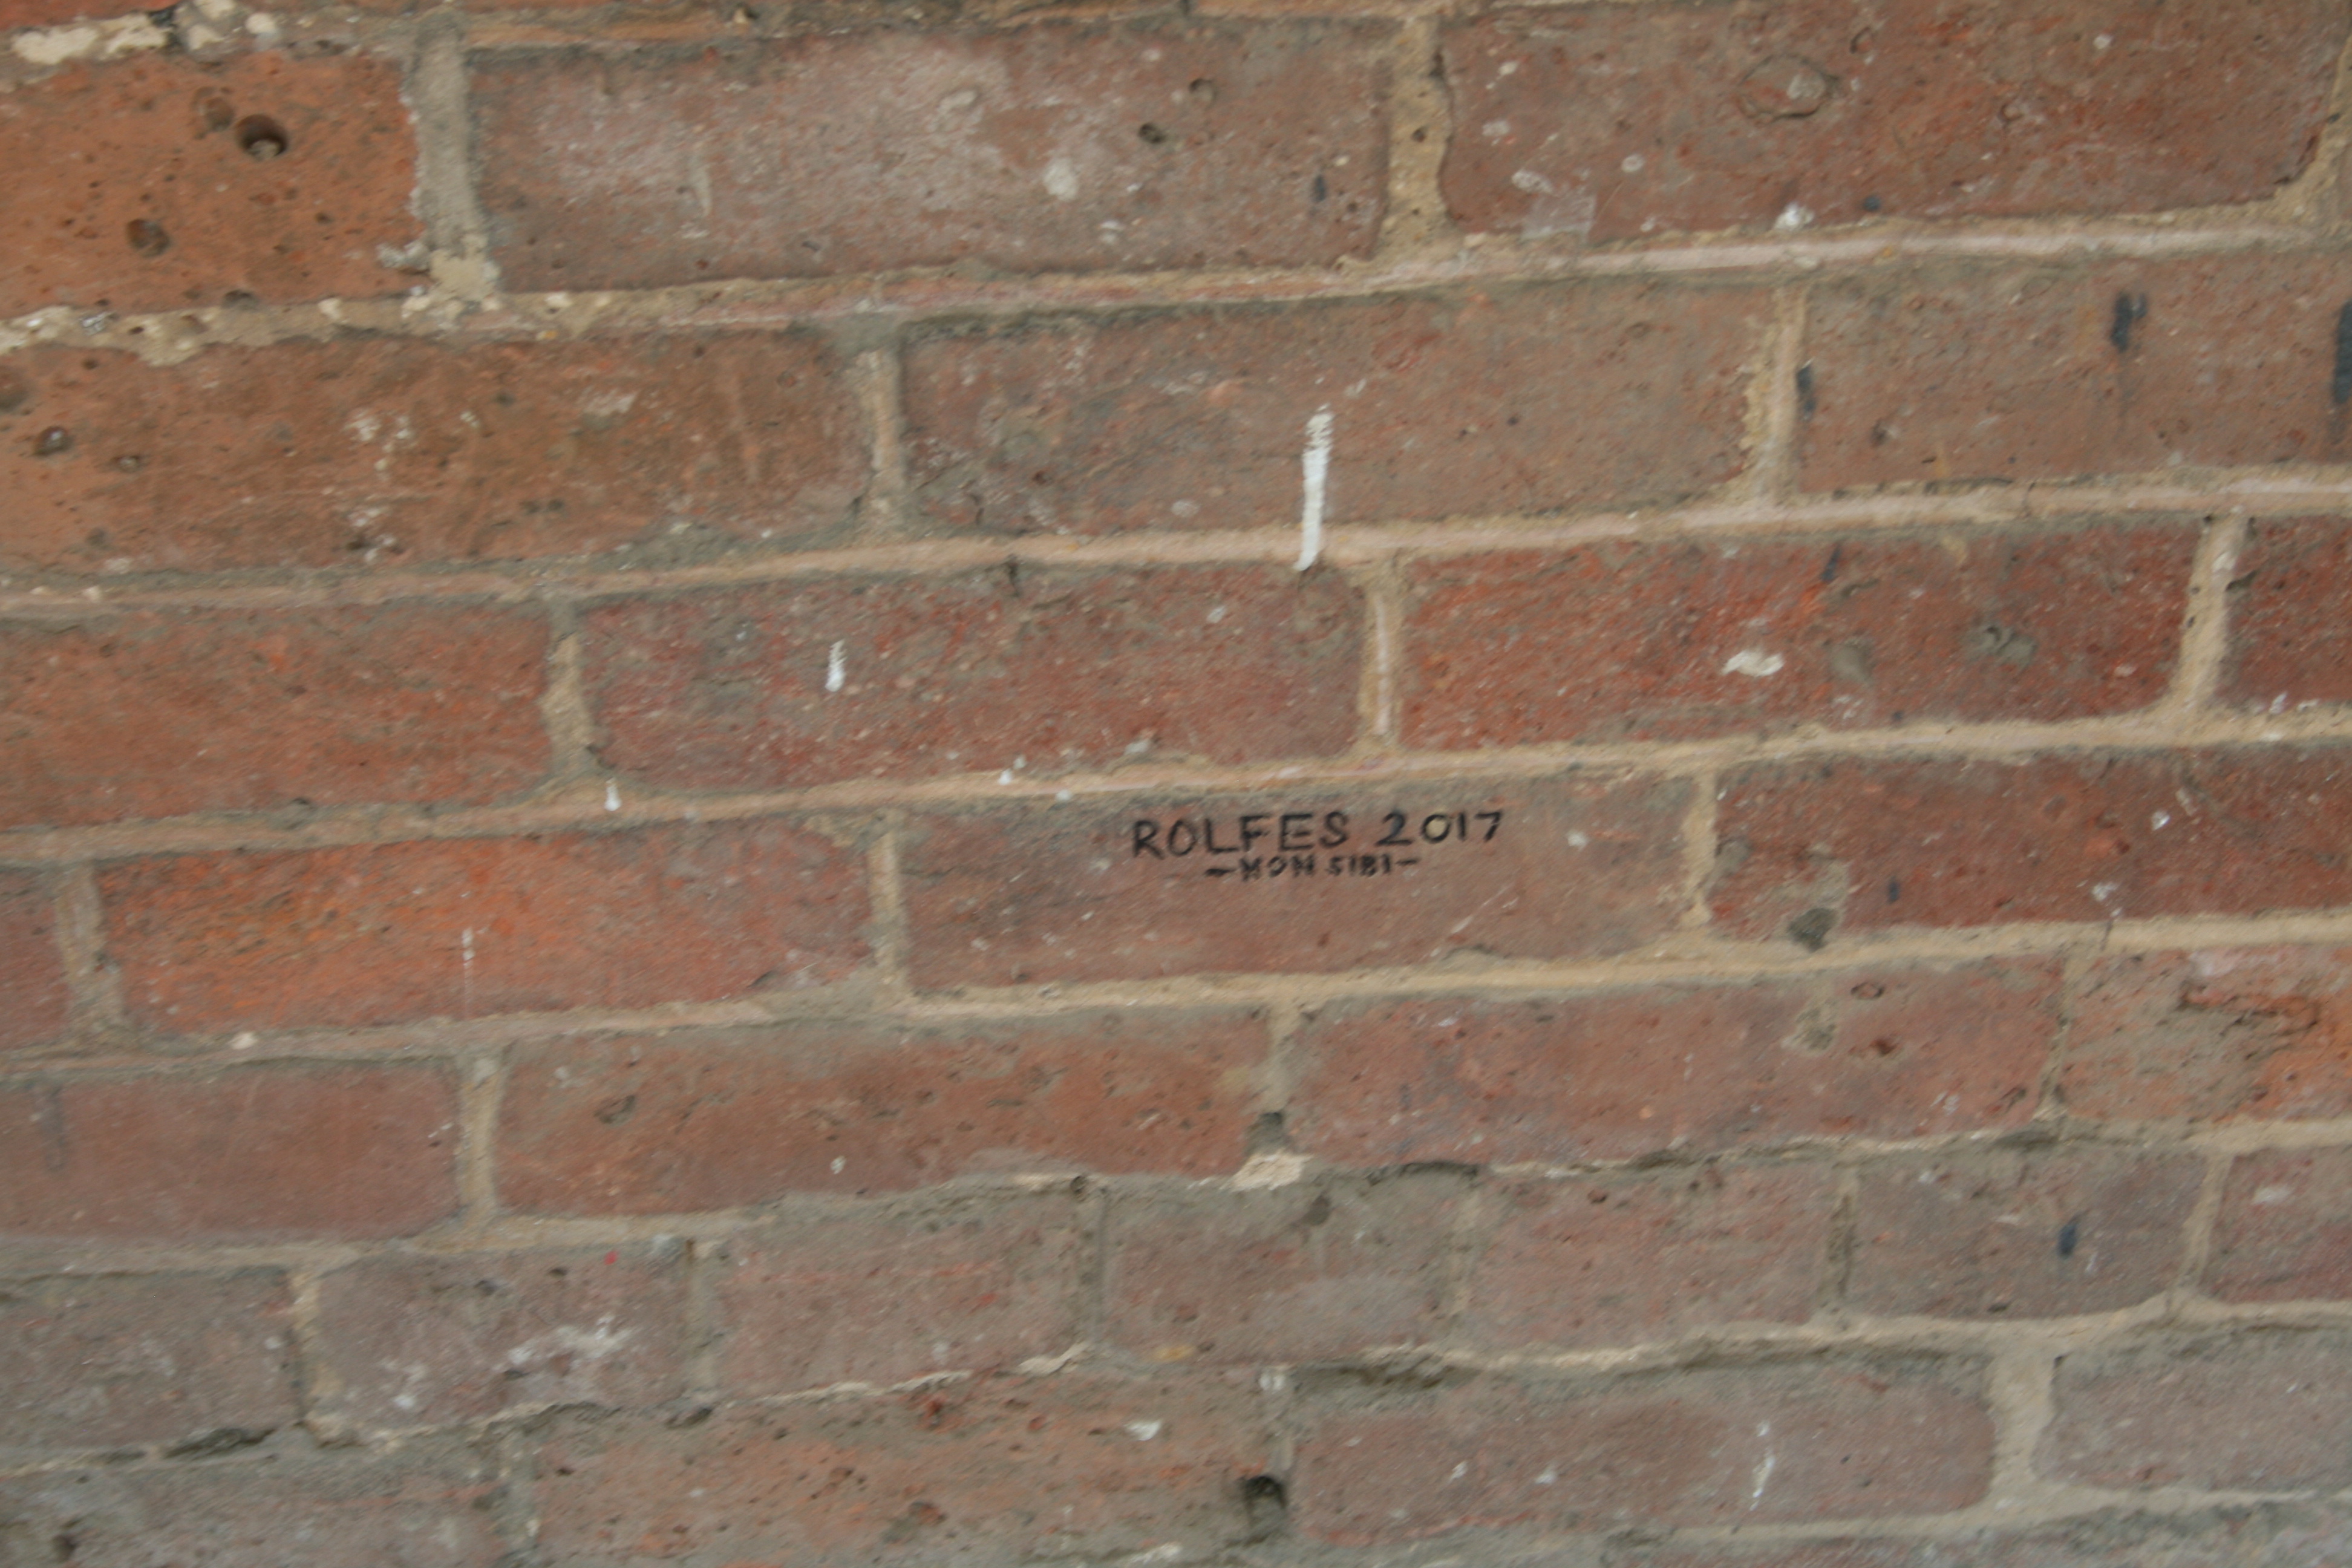 ROLFES 2017
-NON SIBI-